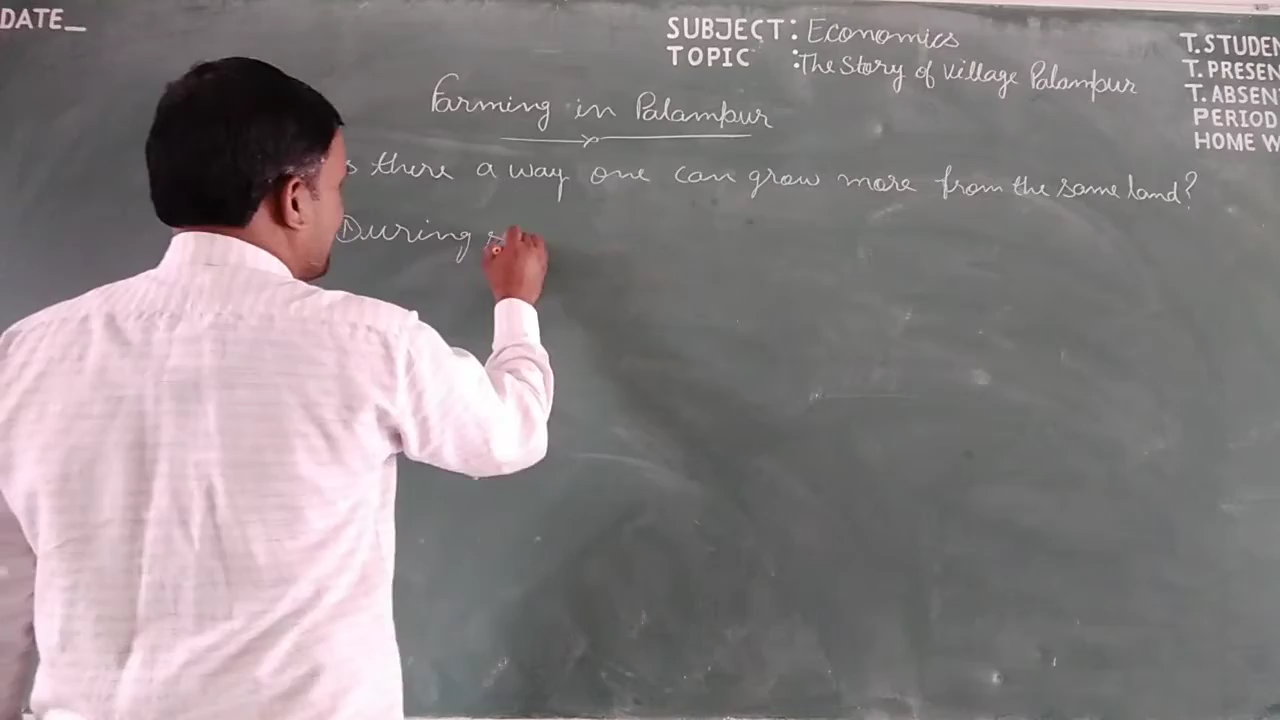 DATE_
SUBJECT: Economics
TOPIC : The Story of Village Palampur
T.STUDEN
T.PRESEN
T.ABSEN
PERIOD
HOME W
Farming in Palampur
s there a way one can grow more from the same land?
During